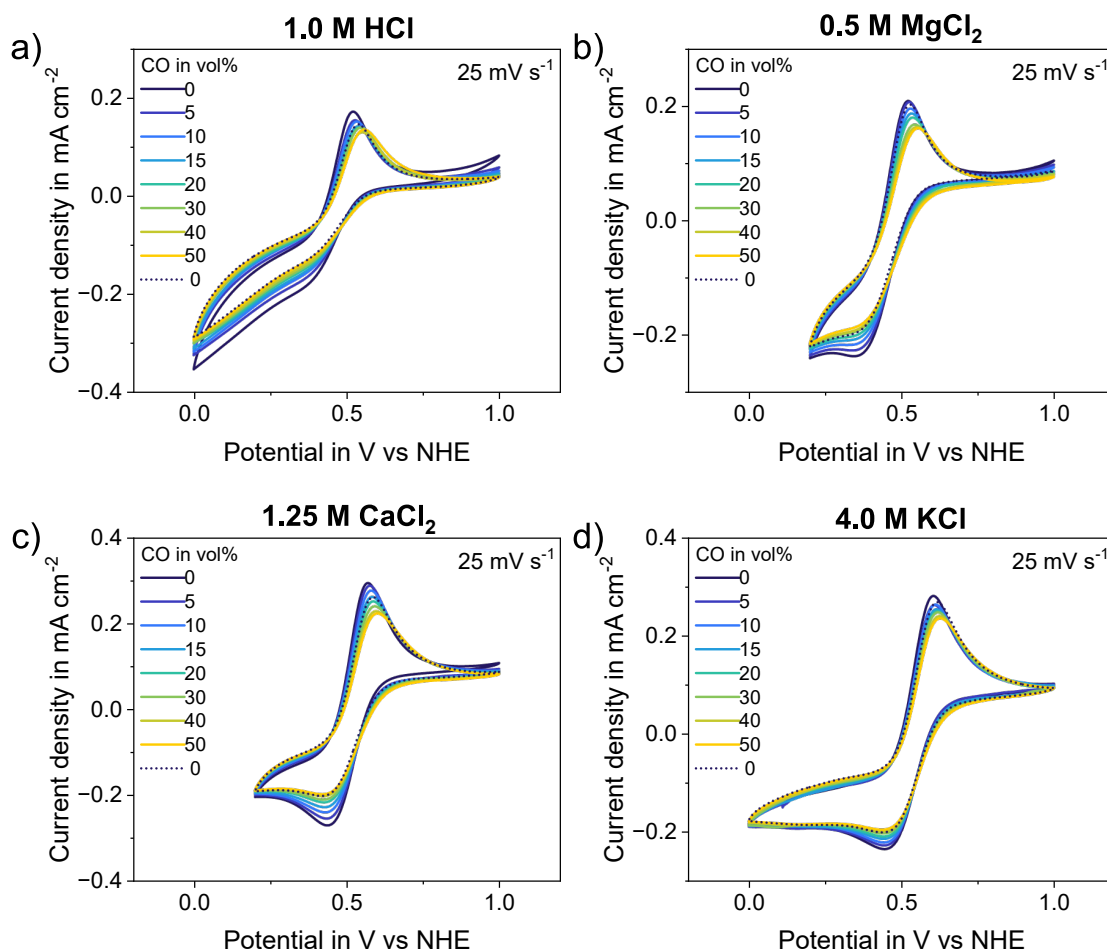 a)
1.0 M HCl
CO in vol%
25 mV s⁻¹
0
5
10
15
20
30
40
50
0
0.2
0.0
−0.2
−0.4
Current density in mA cm⁻²
0.0
0.5
1.0
Potential in V vs NHE
b)
0.5 M MgCl₂
CO in vol%
25 mV s⁻¹
0
5
10
15
20
30
40
50
0
0.2
0.0
−0.2
Current density in mA cm⁻²
0.0
0.5
1.0
Potential in V vs NHE
c)
1.25 M CaCl₂
CO in vol%
25 mV s⁻¹
0
5
10
15
20
30
40
50
0
0.4
0.2
0.0
−0.2
−0.4
Current density in mA cm⁻²
0.0
0.5
1.0
Potential in V vs NHE
d)
4.0 M KCl
CO in vol%
25 mV s⁻¹
0
5
10
15
20
30
40
50
0
0.4
0.2
0.0
−0.2
Current density in mA cm⁻²
0.0
0.5
1.0
Potential in V vs NHE